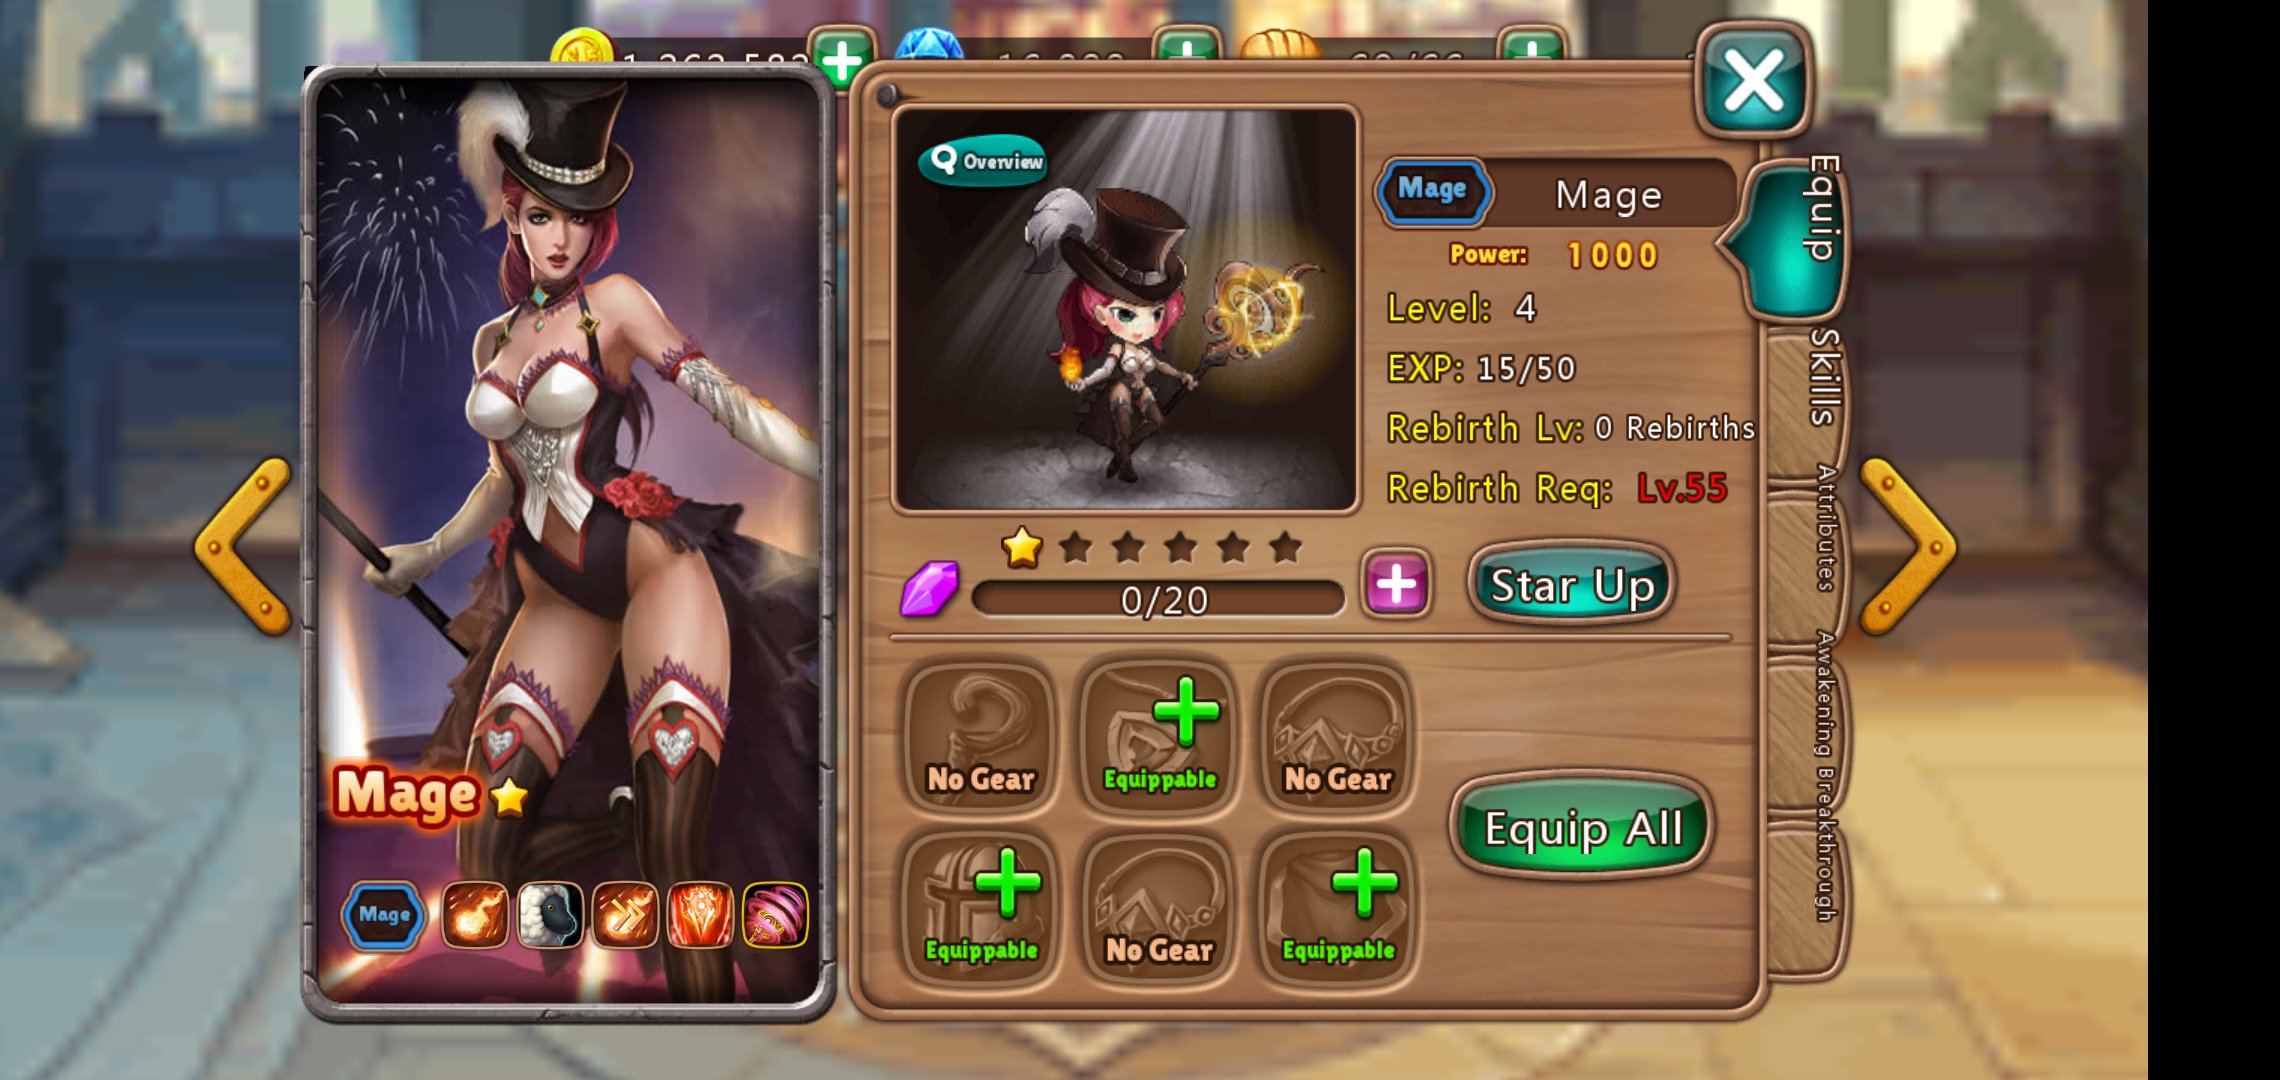 Overview
Mage
Mage
Power: 1000
Level: 4
EXP: 15/50
Rebirth Lv: 0 Rebirths
Rebirth Req: Lv.55
0/20
Star Up
No Gear
Equippable
No Gear
Equippable
No Gear
Equippable
Equip All
Mage
Mage
Equip
Skills
Attributes
Awakening Breakthrough